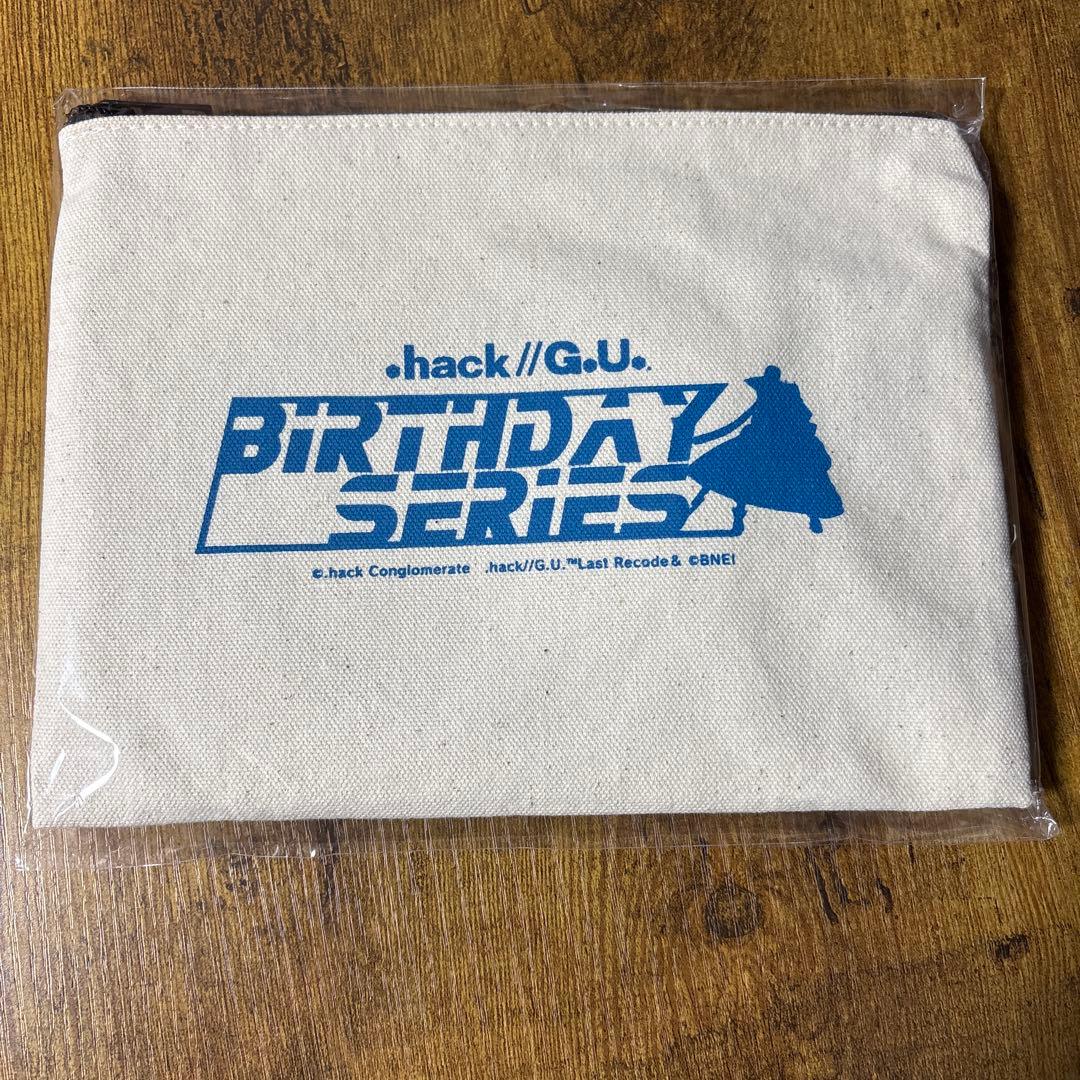 .hack//G.U.
BIRTHDAY
SERIES
©.hack Conglomerate .hack//G.U.™Last Recode& ©BNEI